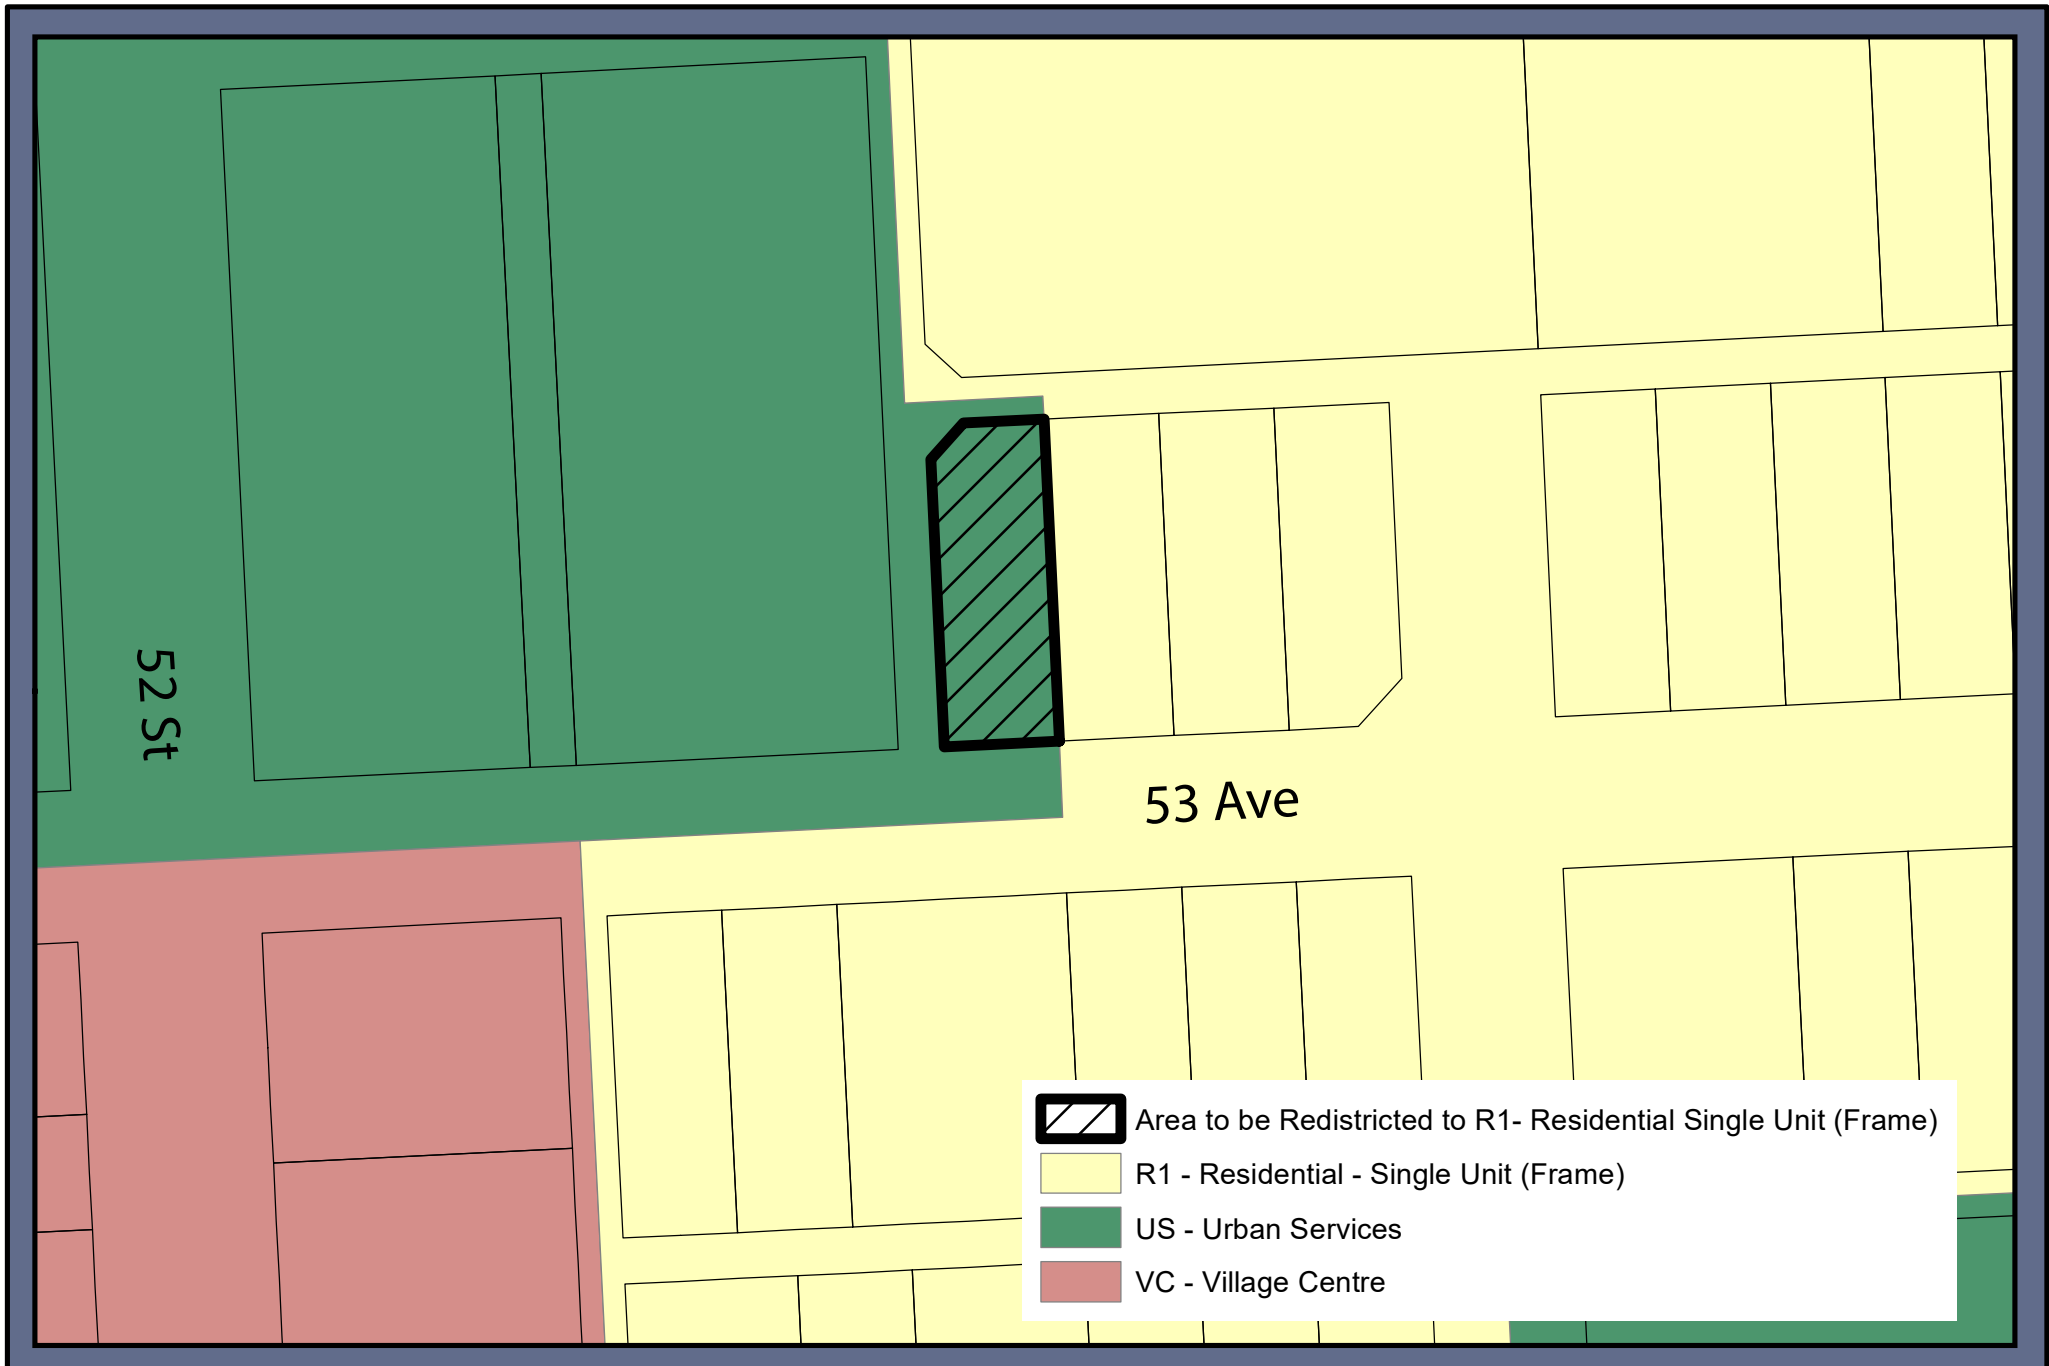 52 St
53 Ave
Area to be Redistricted to R1- Residential Single Unit (Frame)
R1 - Residential - Single Unit (Frame)
US - Urban Services
VC - Village Centre